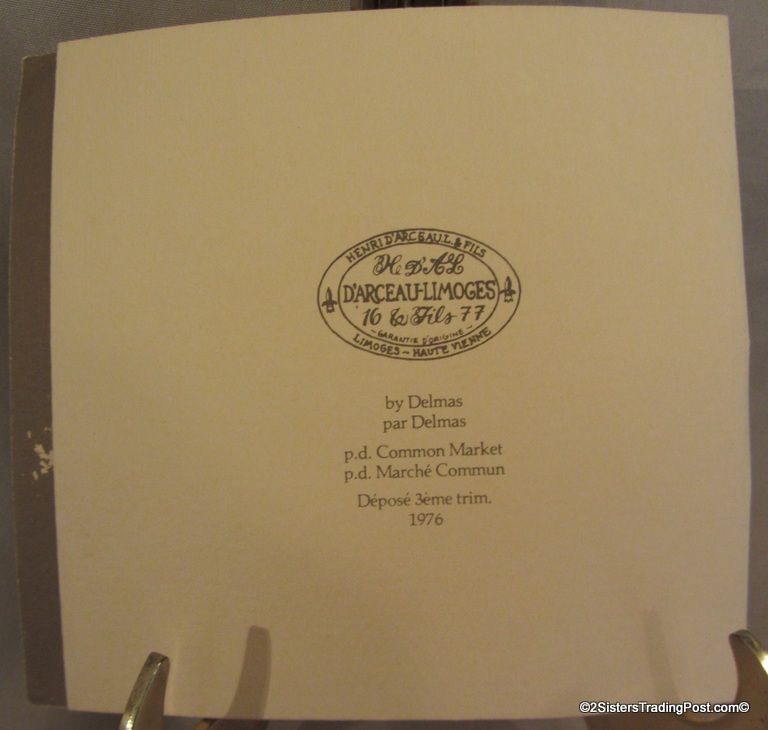 HENRI D'ARCEAU.L. & FILS
H D'A&L
D'ARCEAU-LIMOGES
16 & Fils 77
- GARANTIE D'ORIGINE -
LIMOGES - HAUTE VIENNE
by Delmas
par Delmas
p.d. Common Market
p.d. Marché Commun
Déposé 3ème trim.
1976
©2SistersTradingPost.com©